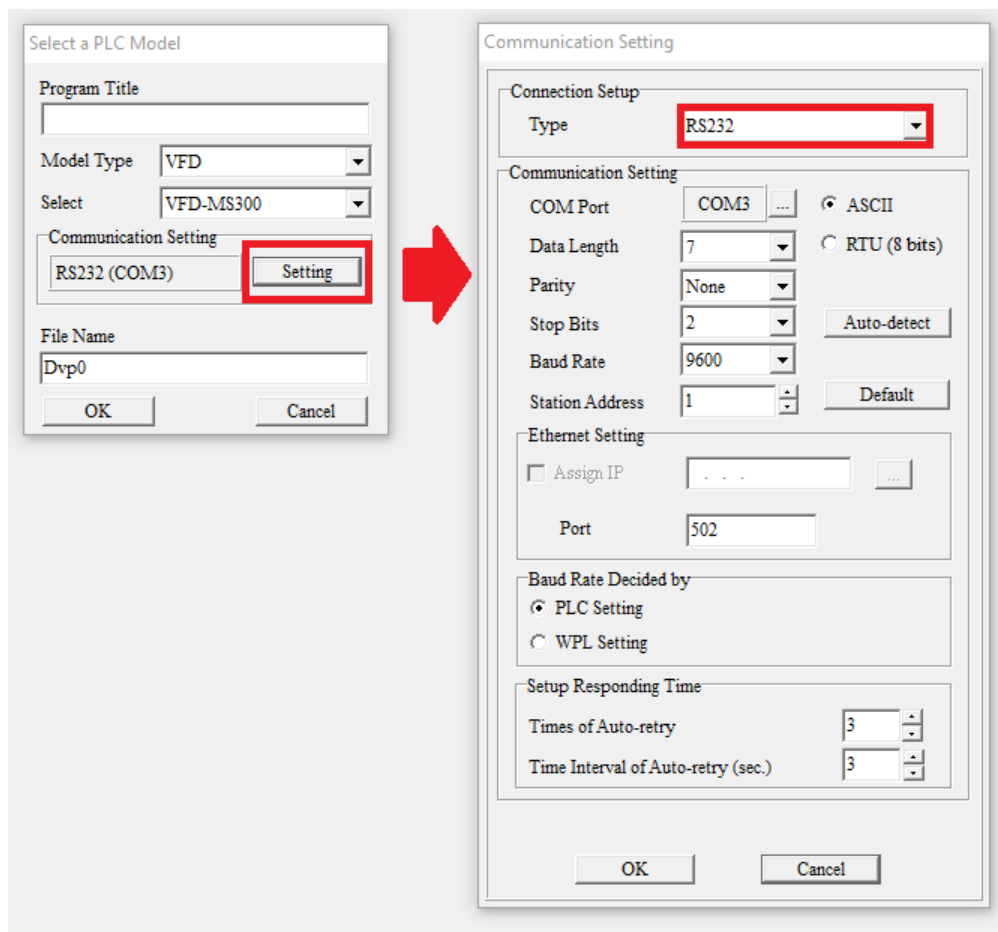 Select a PLC Model
Program Title
Model Type VFD
Select VFD-MS300
Communication Setting
RS232 (COM3) Setting
File Name
Dvp0
OK Cancel
Communication Setting
Connection Setup
Type RS232
Communication Setting
COM Port COM3 ... ASCII
Data Length 7 RTU (8 bits)
Parity None
Stop Bits 2 Auto-detect
Baud Rate 9600
Station Address 1 Default
Ethernet Setting
Assign IP . . . ...
Port 502
Baud Rate Decided by
PLC Setting
WPL Setting
Setup Responding Time
Times of Auto-retry 3
Time Interval of Auto-retry (sec.) 3
OK Cancel